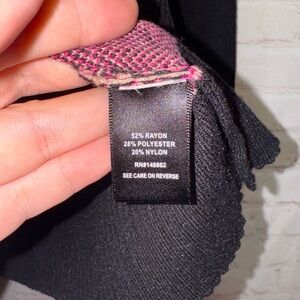 52% RAYON
28% POLYESTER
20% NYLON
RN#148862
SEE CARE ON REVERSE